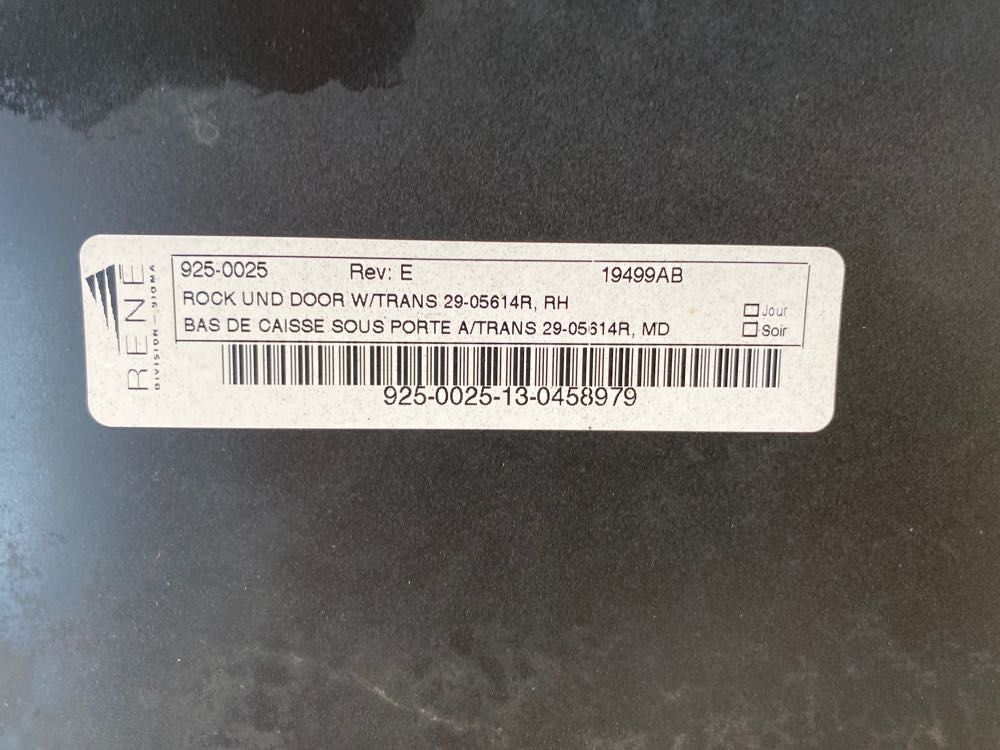 RENÉ
DIVISION SIGMA
925-0025 Rev: E 19499AB
ROCK UND DOOR W/TRANS 29-05614R, RH
BAS DE CAISSE SOUS PORTE A/TRANS 29-05614R, MD
Jour
Soir
925-0025-13-0458979